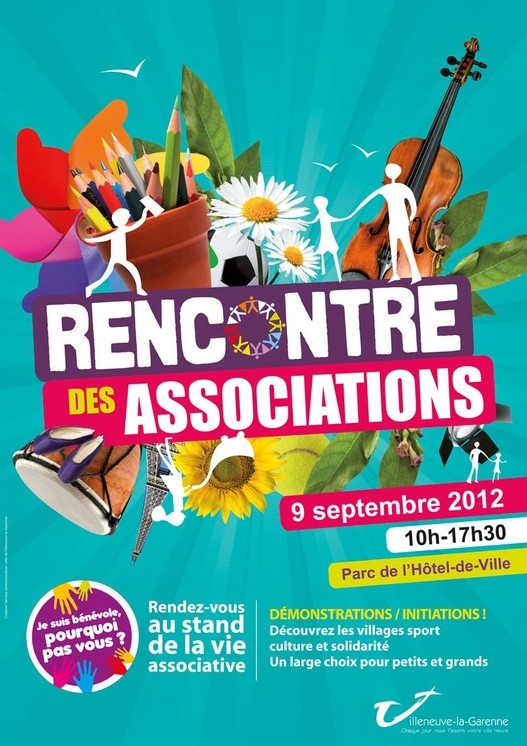 RENCONTRE
DES ASSOCIATIONS
9 septembre 2012
10h-17h30
Parc de l'Hôtel-de-Ville
Je suis bénévole,
pourquoi
pas vous ?
Rendez-vous
au stand
de la vie
associative
DÉMONSTRATIONS / INITIATIONS !
Découvrez les villages sport
culture et solidarité
Un large choix pour petits et grands
Villeneuve-la-Garenne